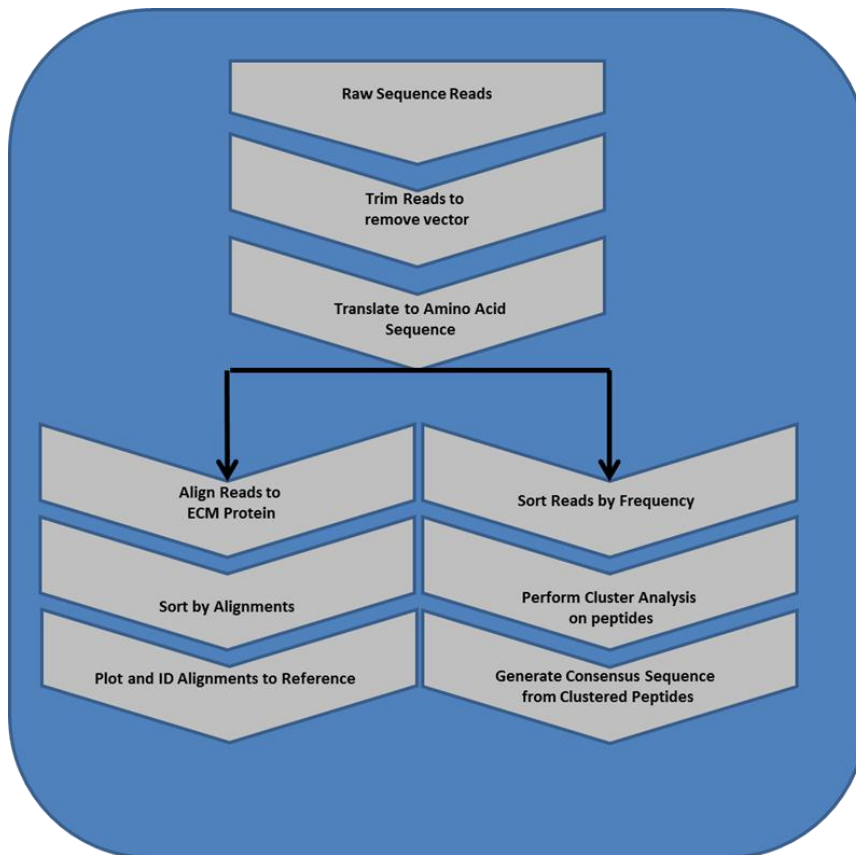 Raw Sequence Reads
Trim Reads to
remove vector
Translate to Amino Acid
Sequence
Align Reads to
ECM Protein
Sort by Alignments
Plot and ID Alignments to Reference
Sort Reads by Frequency
Perform Cluster Analysis
on peptides
Generate Consensus Sequence
from Clustered Peptides